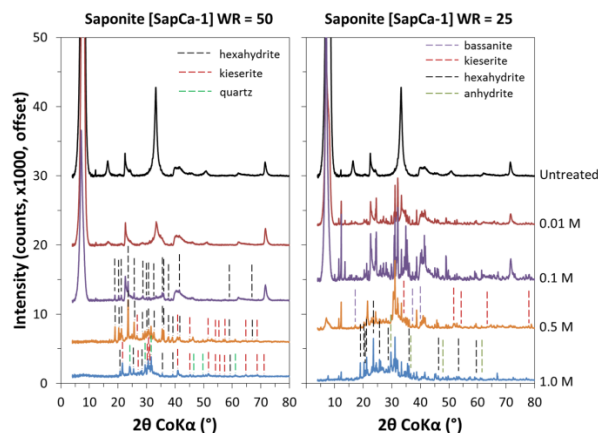 Saponite [SapCa-1] WR = 50
Saponite [SapCa-1] WR = 25
Intensity (counts, x1000, offset)
50
40
30
20
10
0
hexahydrite
kieserite
quartz
bassanite
kieserite
hexahydrite
anhydrite
Untreated
0.01 M
0.1 M
0.5 M
1.0 M
0 10 20 30 40 50 60 70 80
0 10 20 30 40 50 60 70 80
2θ CoKα (°)
2θ CoKα (°)